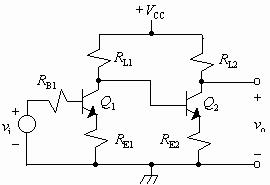 +V_CC
R_L1
R_L2
R_B1
Q_1
Q_2
+
+
v_i
v_o
−
R_E1
R_E2
−